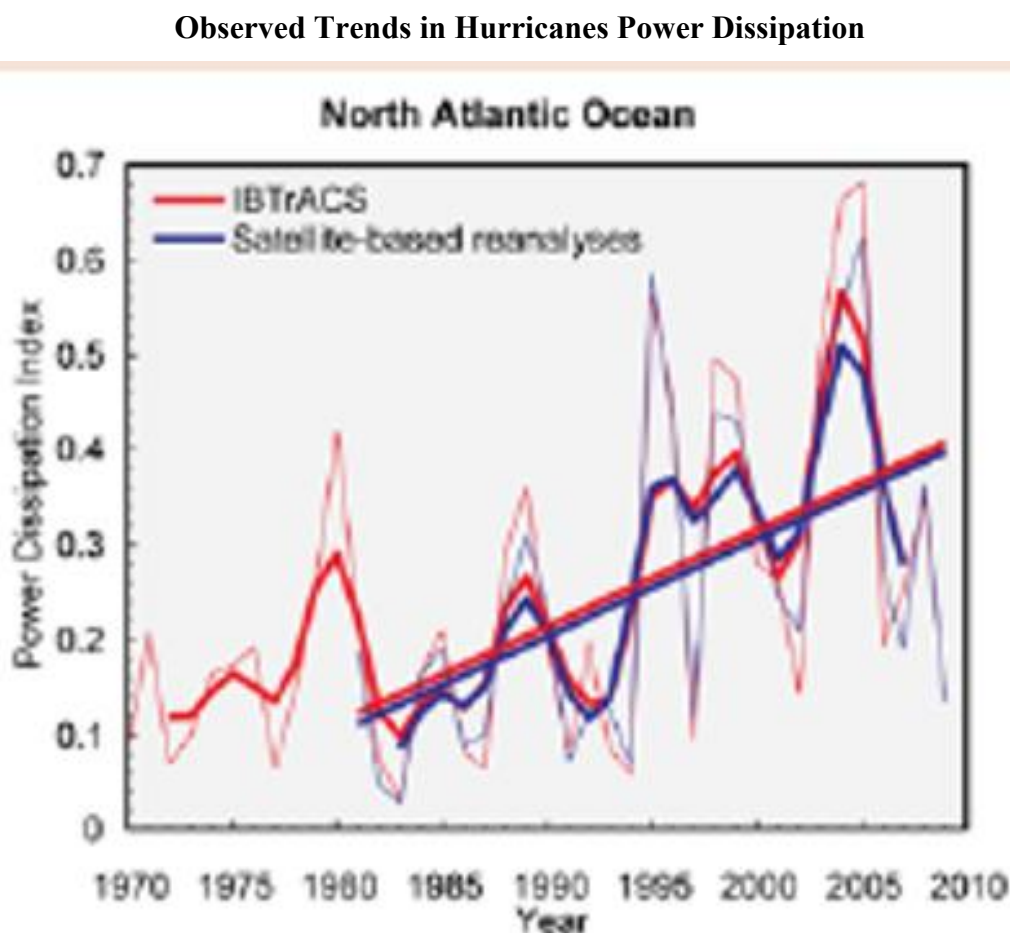 Observed Trends in Hurricanes Power Dissipation
North Atlantic Ocean
0.7
0.6
0.5
0.4
0.3
0.2
0.1
0
Power Dissipation Index
IBTrACS
Satellite-based reanalyses
1970 1975 1980 1985 1990 1995 2000 2005 2010
Year